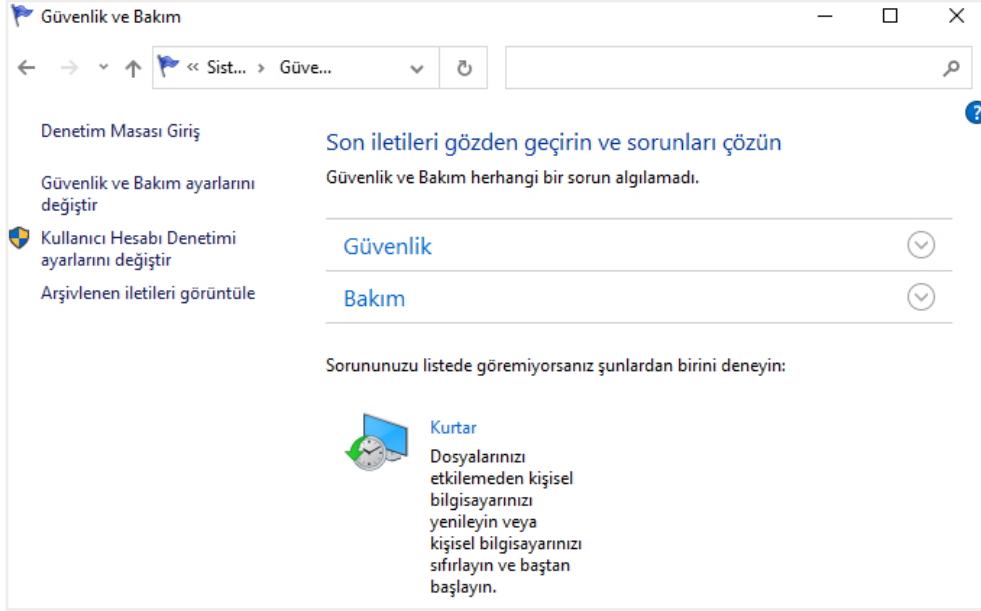 Güvenlik ve Bakım
« Sist... › Güve...
Denetim Masası Giriş
Güvenlik ve Bakım ayarlarını
değiştir
Kullanıcı Hesabı Denetimi
ayarlarını değiştir
Arşivlenen iletileri görüntüle
?
Son iletileri gözden geçirin ve sorunları çözün
Güvenlik ve Bakım herhangi bir sorun algılamadı.
Güvenlik
Bakım
Sorununuzu listede göremiyorsanız şunlardan birini deneyin:
Kurtar
Dosyalarınızı
etkilemeden kişisel
bilgisayarınızı
yenileyin veya
kişisel bilgisayarınızı
sıfırlayın ve baştan
başlayın.